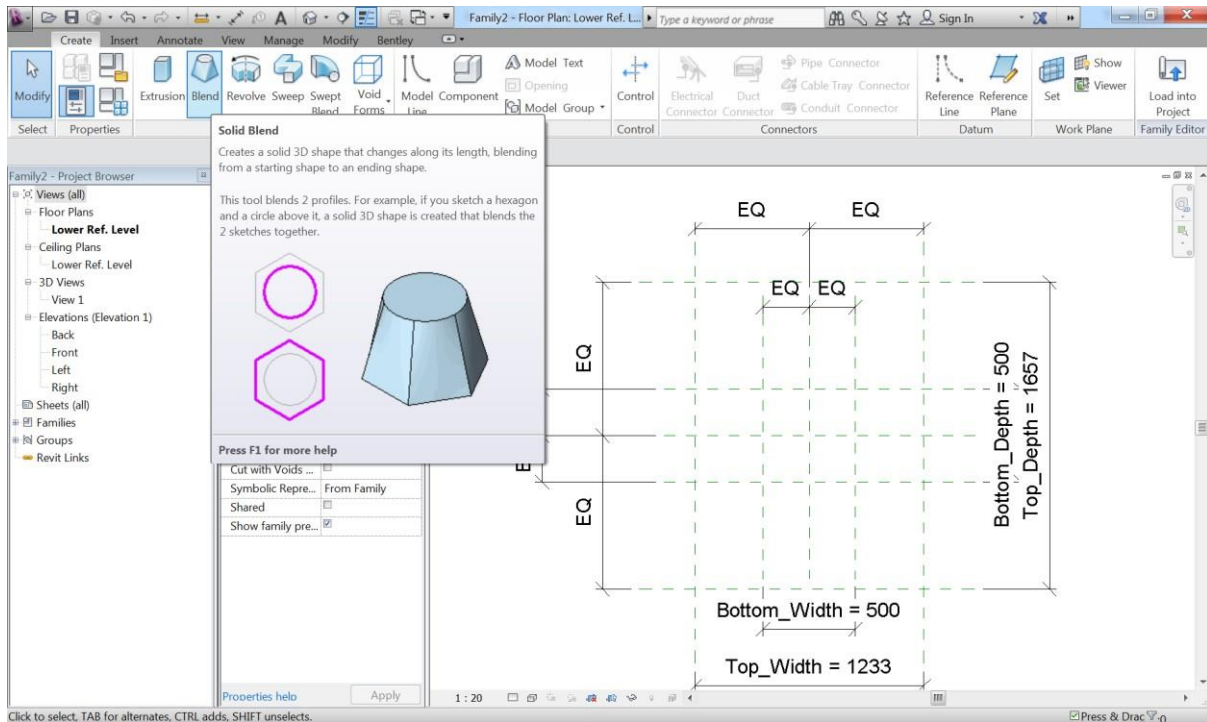 Family2 - Floor Plan: Lower Ref. L...
Type a keyword or phrase
Sign In
Create Insert Annotate View Manage Modify Bentley
Modify
Extrusion Blend Revolve Sweep Swept Blend Void Forms
Model Line Component
Model Text
Opening
Model Group
Control
Electrical Connector Duct Connector
Pipe Connector
Cable Tray Connector
Conduit Connector
Reference Line Reference Plane
Set
Show
Viewer
Load into Project
Select Properties Control Connectors Datum Work Plane Family Editor
Solid Blend
Creates a solid 3D shape that changes along its length, blending
from a starting shape to an ending shape.
This tool blends 2 profiles. For example, if you sketch a hexagon
and a circle above it, a solid 3D shape is created that blends the
2 sketches together.
Press F1 for more help
Family2 - Project Browser
Views (all)
Floor Plans
Lower Ref. Level
Ceiling Plans
Lower Ref. Level
3D Views
View 1
Elevations (Elevation 1)
Back
Front
Left
Right
Sheets (all)
Families
Groups
Revit Links
Cut with Voids ...
Symbolic Repre... From Family
Shared
Show family pre...
Properties help Apply
EQ EQ
EQ EQ
EQ
EQ
Bottom_Depth = 500
Top_Depth = 1657
Bottom_Width = 500
Top_Width = 1233
1 : 20
Click to select, TAB for alternates, CTRL adds, SHIFT unselects.
Press & Drac
:0